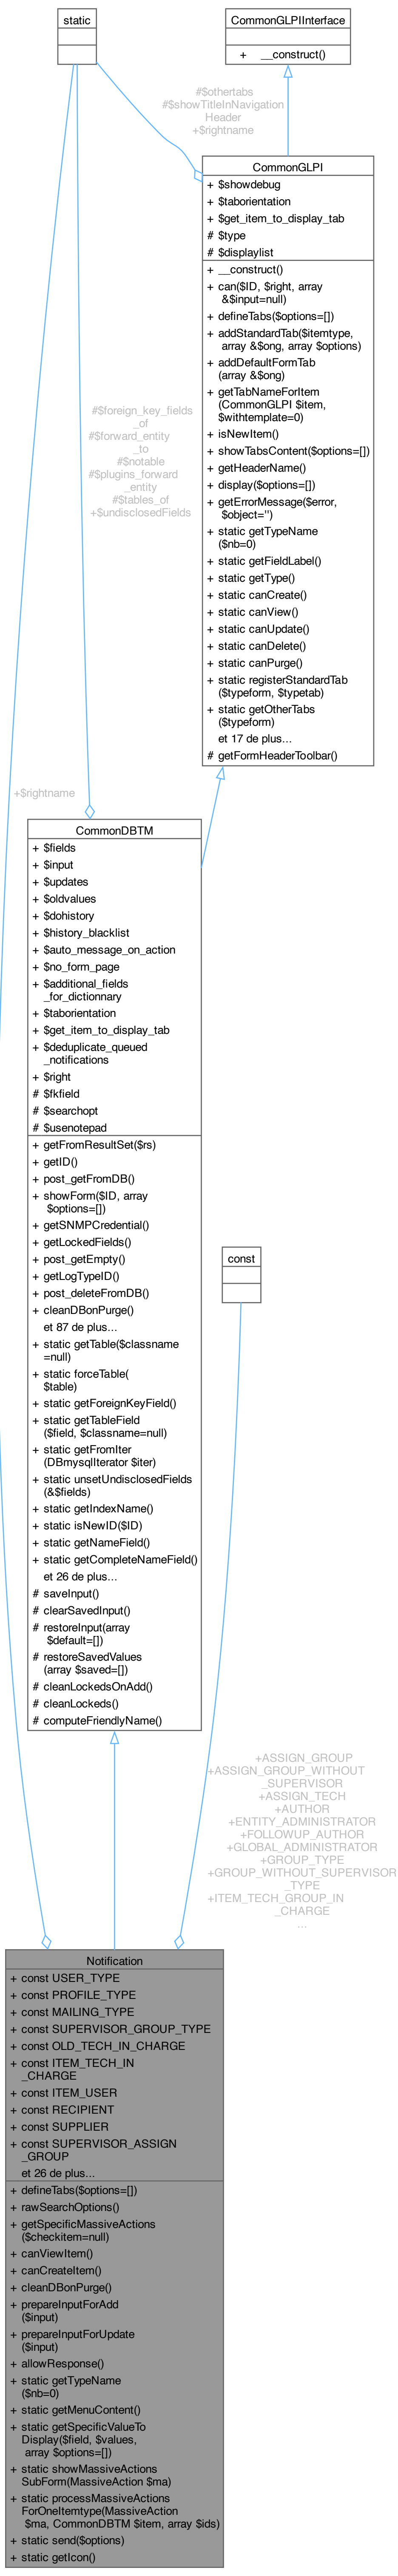 static
CommonGLPIInterface
+ __construct()
#$othertabs
#$showTitleInNavigation
Header
+$rightname
CommonGLPI
+ $showdebug
+ $taborientation
+ $get_item_to_display_tab
# $type
# $displaylist
+ __construct()
+ can($ID, $right, array
&$input=null)
+ defineTabs($options=[])
+ addStandardTab($itemtype,
array &$ong, array $options)
+ addDefaultFormTab
(array &$ong)
+ getTabNameForItem
(CommonGLPI $item,
$withtemplate=0)
+ isNewItem()
+ showTabsContent($options=[])
+ getHeaderName()
+ display($options=[])
+ getErrorMessage($error,
$object='')
+ static getTypeName
($nb=0)
+ static getFieldLabel()
+ static getType()
+ static canCreate()
+ static canView()
+ static canUpdate()
+ static canDelete()
+ static canPurge()
+ static registerStandardTab
($typeform, $typetab)
+ static getOtherTabs
($typeform)
et 17 de plus...
# getFormHeaderToolbar()
#$foreign_key_fields
_of
#$forward_entity
_to
#$notable
#$plugins_forward
_entity
#$tables_of
+$undisclosedFields
+$rightname
CommonDBTM
+ $fields
+ $input
+ $updates
+ $oldvalues
+ $dohistory
+ $history_blacklist
+ $auto_message_on_action
+ $no_form_page
+ $additional_fields
_for_dictionnary
+ $taborientation
+ $get_item_to_display_tab
+ $deduplicate_queued
_notifications
+ $right
# $fkfield
# $searchopt
# $usenotepad
+ getFromResultSet($rs)
+ getID()
+ post_getFromDB()
+ showForm($ID, array
$options=[])
+ getSNMPCredential()
+ getLockedFields()
+ post_getEmpty()
+ getLogTypeID()
+ post_deleteFromDB()
+ cleanDBonPurge()
et 87 de plus...
+ static getTable($classname
=null)
+ static forceTable(
$table)
+ static getForeignKeyField()
+ static getTableField
($field, $classname=null)
+ static getFromIter
(DBmysqlIterator $iter)
+ static unsetUndisclosedFields
(&$fields)
+ static getIndexName()
+ static isNewID($ID)
+ static getNameField()
+ static getCompleteNameField()
et 26 de plus...
# saveInput()
# clearSavedInput()
# restoreInput(array
$default=[])
# restoreSavedValues
(array $saved=[])
# cleanLockedsOnAdd()
# cleanLockeds()
# computeFriendlyName()
const
+ASSIGN_GROUP
+ASSIGN_GROUP_WITHOUT
_SUPERVISOR
+ASSIGN_TECH
+AUTHOR
+ENTITY_ADMINISTRATOR
+FOLLOWUP_AUTHOR
+GLOBAL_ADMINISTRATOR
+GROUP_TYPE
+GROUP_WITHOUT_SUPERVISOR
_TYPE
+ITEM_TECH_GROUP_IN
_CHARGE
...
Notification
+ const USER_TYPE
+ const PROFILE_TYPE
+ const MAILING_TYPE
+ const SUPERVISOR_GROUP_TYPE
+ const OLD_TECH_IN_CHARGE
+ const ITEM_TECH_IN
_CHARGE
+ const ITEM_USER
+ const RECIPIENT
+ const SUPPLIER
+ const SUPERVISOR_ASSIGN
_GROUP
et 26 de plus...
+ defineTabs($options=[])
+ rawSearchOptions()
+ getSpecificMassiveActions
($checkitem=null)
+ canViewItem()
+ canCreateItem()
+ cleanDBonPurge()
+ prepareInputForAdd
($input)
+ prepareInputForUpdate
($input)
+ allowResponse()
+ static getTypeName
($nb=0)
+ static getMenuContent()
+ static getSpecificValueTo
Display($field, $values,
array $options=[])
+ static showMassiveActions
SubForm(MassiveAction $ma)
+ static processMassiveActions
ForOneItemtype(MassiveAction
$ma, CommonDBTM $item, array $ids)
+ static send($options)
+ static getIcon()